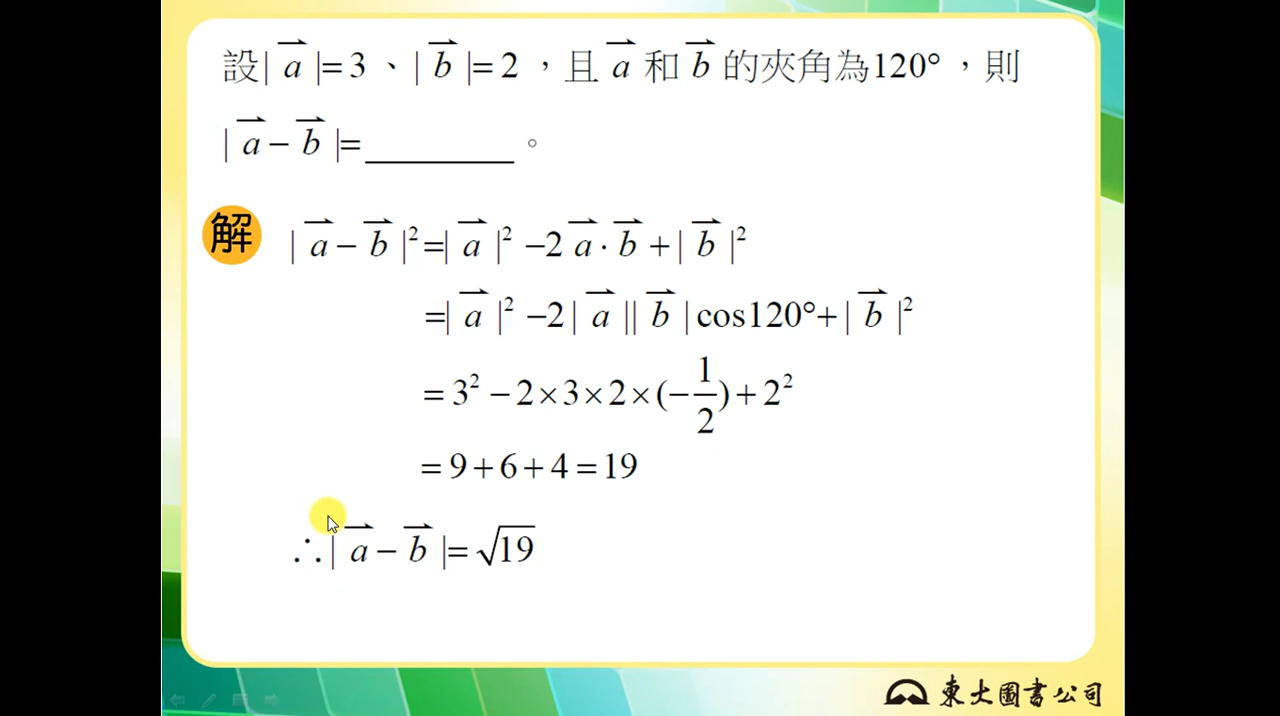 設|a⃑|=3、|b⃑|=2，且a⃑和b⃑的夾角為120°，則
|a⃑−b⃑|=________。
解 |a⃑−b⃑|²=|a⃑|²−2a⃑·b⃑+|b⃑|²
=|a⃑|²−2|a⃑||b⃑|cos120°+|b⃑|²
=3²−2×3×2×(−1/2)+2²
=9+6+4=19
∴|a⃑−b⃑|=√19
東大圖書公司